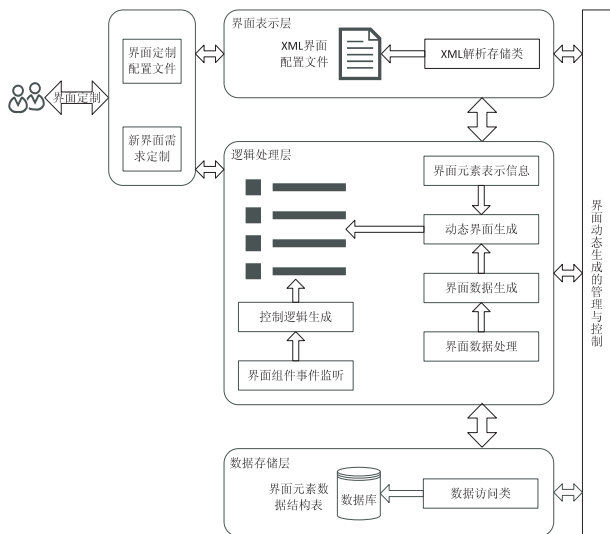 界面定制
界面定制
配置文件
新界面需
求定制
界面表示层
XML界面
配置文件
XML解析存储类
逻辑处理层
界面元素表示信息
动态界面生成
界面数据生成
界面数据处理
控制逻辑生成
界面组件事件监听
数据存储层
界面元素数
据结构表
数据库
数据访问类
界面动态生成的管理与控制